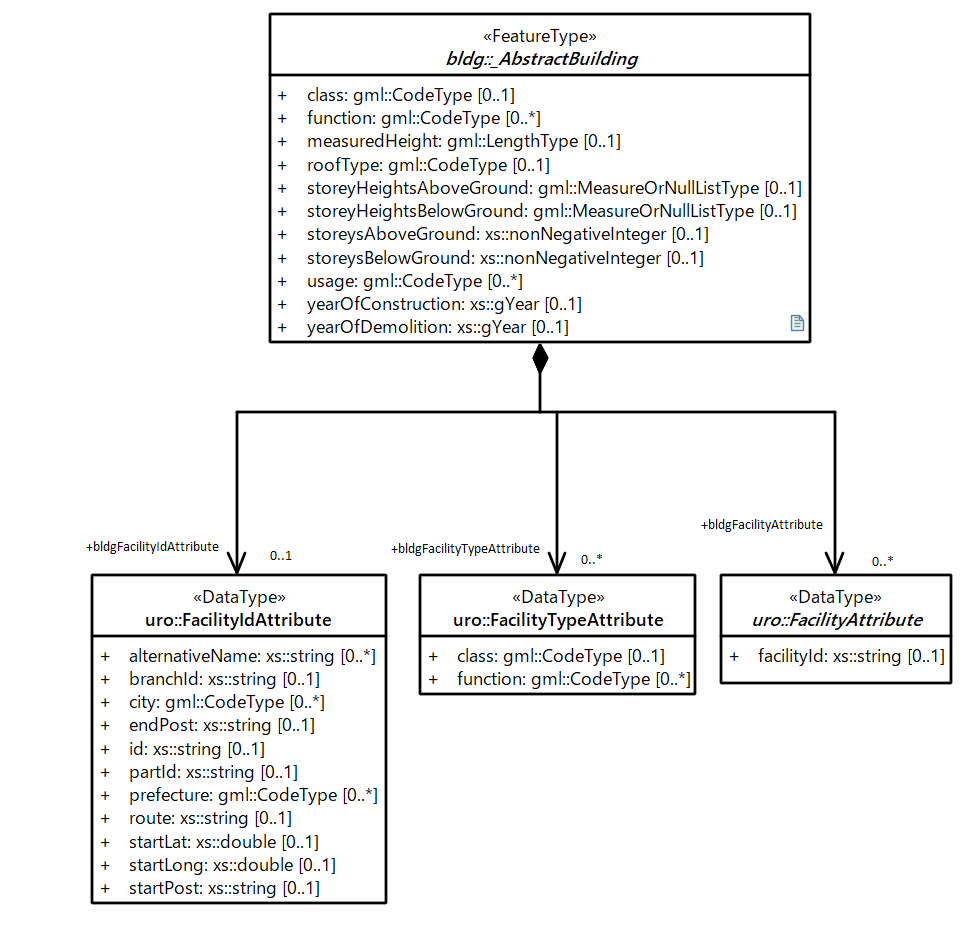 «FeatureType»
bldg::_AbstractBuilding
+ class: gml::CodeType [0..1]
+ function: gml::CodeType [0..*]
+ measuredHeight: gml::LengthType [0..1]
+ roofType: gml::CodeType [0..1]
+ storeyHeightsAboveGround: gml::MeasureOrNullListType [0..1]
+ storeyHeightsBelowGround: gml::MeasureOrNullListType [0..1]
+ storeysAboveGround: xs::nonNegativeInteger [0..1]
+ storeysBelowGround: xs::nonNegativeInteger [0..1]
+ usage: gml::CodeType [0..*]
+ yearOfConstruction: xs::gYear [0..1]
+ yearOfDemolition: xs::gYear [0..1]
+bldgFacilityIdAttribute
0..1
+bldgFacilityTypeAttribute
0..*
+bldgFacilityAttribute
0..*
«DataType»
uro::FacilityIdAttribute
+ alternativeName: xs::string [0..*]
+ branchId: xs::string [0..1]
+ city: gml::CodeType [0..*]
+ endPost: xs::string [0..1]
+ id: xs::string [0..1]
+ partId: xs::string [0..1]
+ prefecture: gml::CodeType [0..*]
+ route: xs::string [0..1]
+ startLat: xs::double [0..1]
+ startLong: xs::double [0..1]
+ startPost: xs::string [0..1]
«DataType»
uro::FacilityTypeAttribute
+ class: gml::CodeType [0..1]
+ function: gml::CodeType [0..*]
«DataType»
uro::FacilityAttribute
+ facilityId: xs::string [0..1]